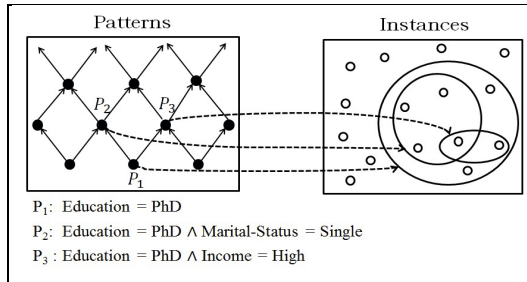 Patterns
Instances
P2
P3
P1
P1: Education = PhD
P2: Education = PhD ∧ Marital-Status = Single
P3 : Education = PhD ∧ Income = High